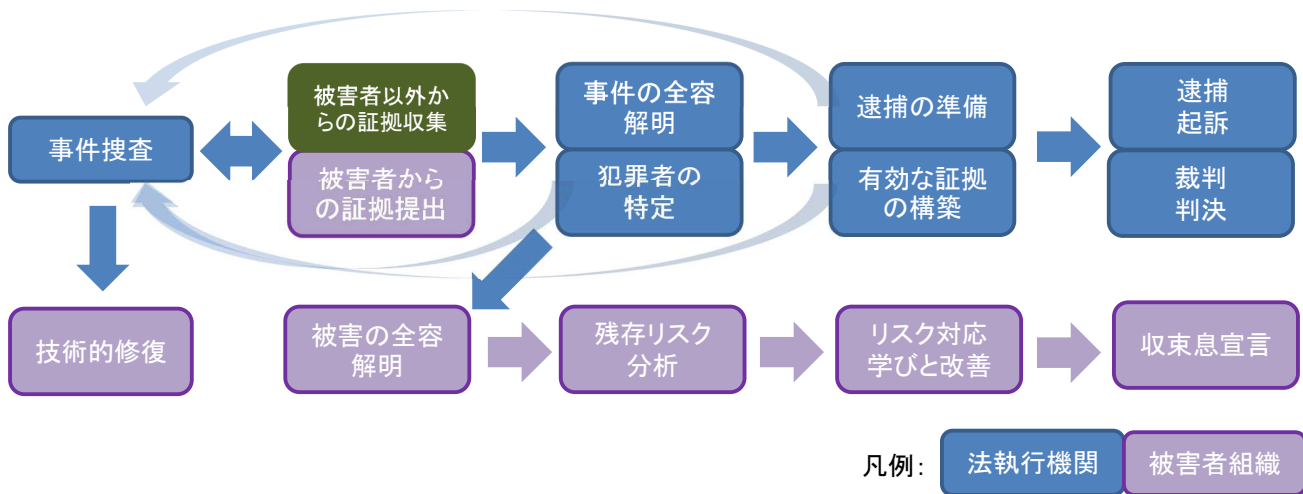 事件捜査
被害者以外か
らの証拠収集
被害者から
の証拠提出
事件の全容
解明
犯罪者の
特定
逮捕の準備
有効な証拠
の構築
逮捕
起訴
裁判
判決
技術的修復
被害の全容
解明
残存リスク
分析
リスク対応
学びと改善
収束息宣言
凡例:
法執行機関
被害者組織